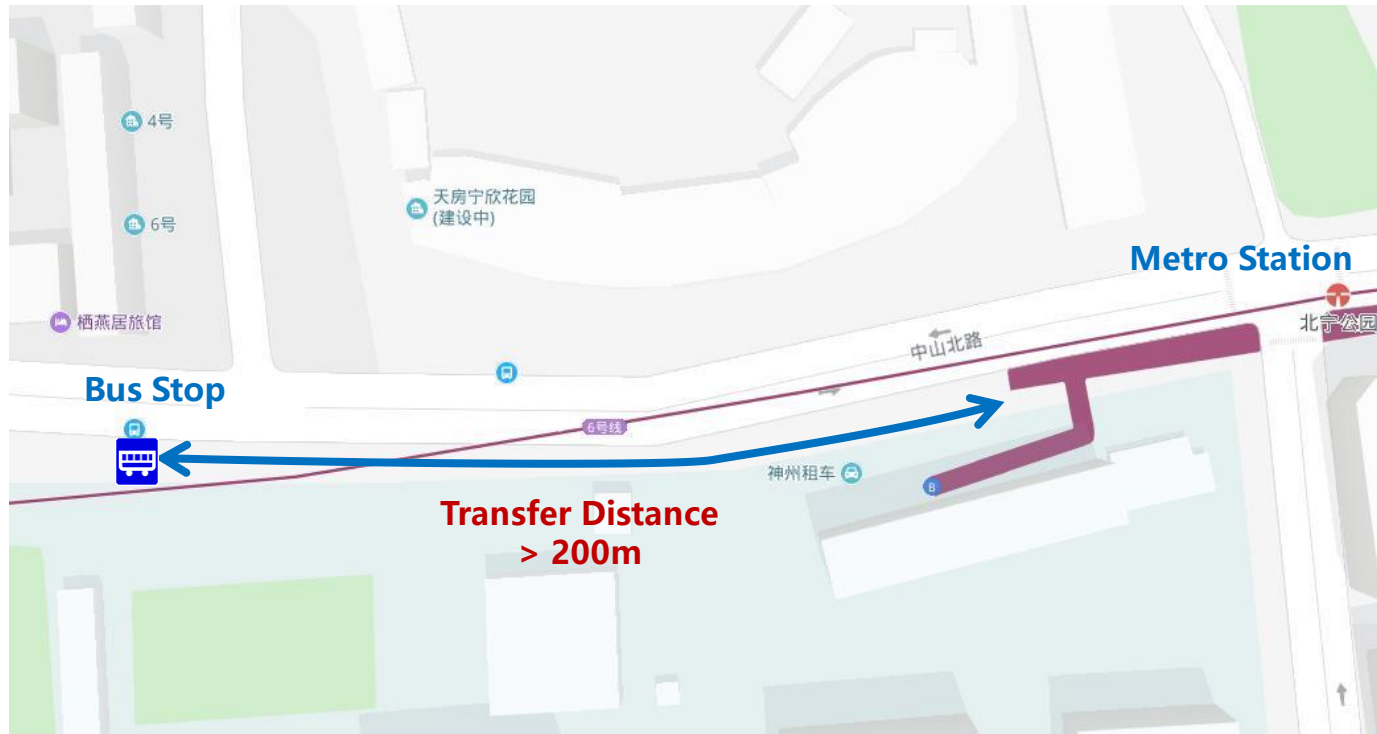 4号
天房宁欣花园
(建设中)
6号
Metro Station
栖燕居旅馆
北宁公园
中山北路
Bus Stop
6号线
神州租车
B
Transfer Distance
> 200m